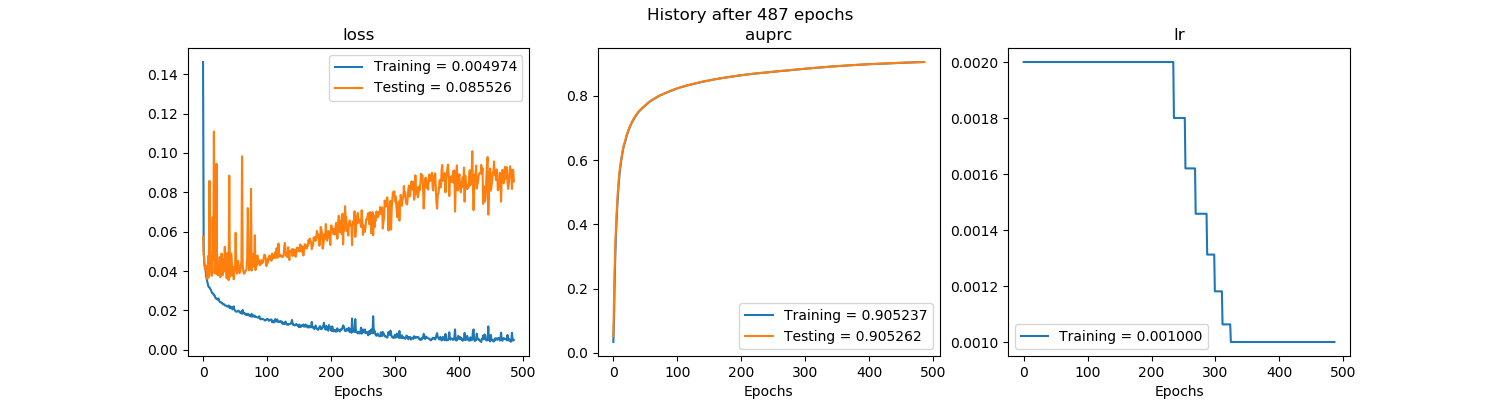 History after 487 epochs
loss
0.14
0.12
0.10
0.08
0.06
0.04
0.02
0.00
Training = 0.004974
Testing = 0.085526
0 100 200 300 400 500
Epochs
auprc
0.8
0.6
0.4
0.2
0.0
Training = 0.905237
Testing = 0.905262
0 100 200 300 400 500
Epochs
lr
0.0020
0.0018
0.0016
0.0014
0.0012
0.0010
Training = 0.001000
0 100 200 300 400 500
Epochs